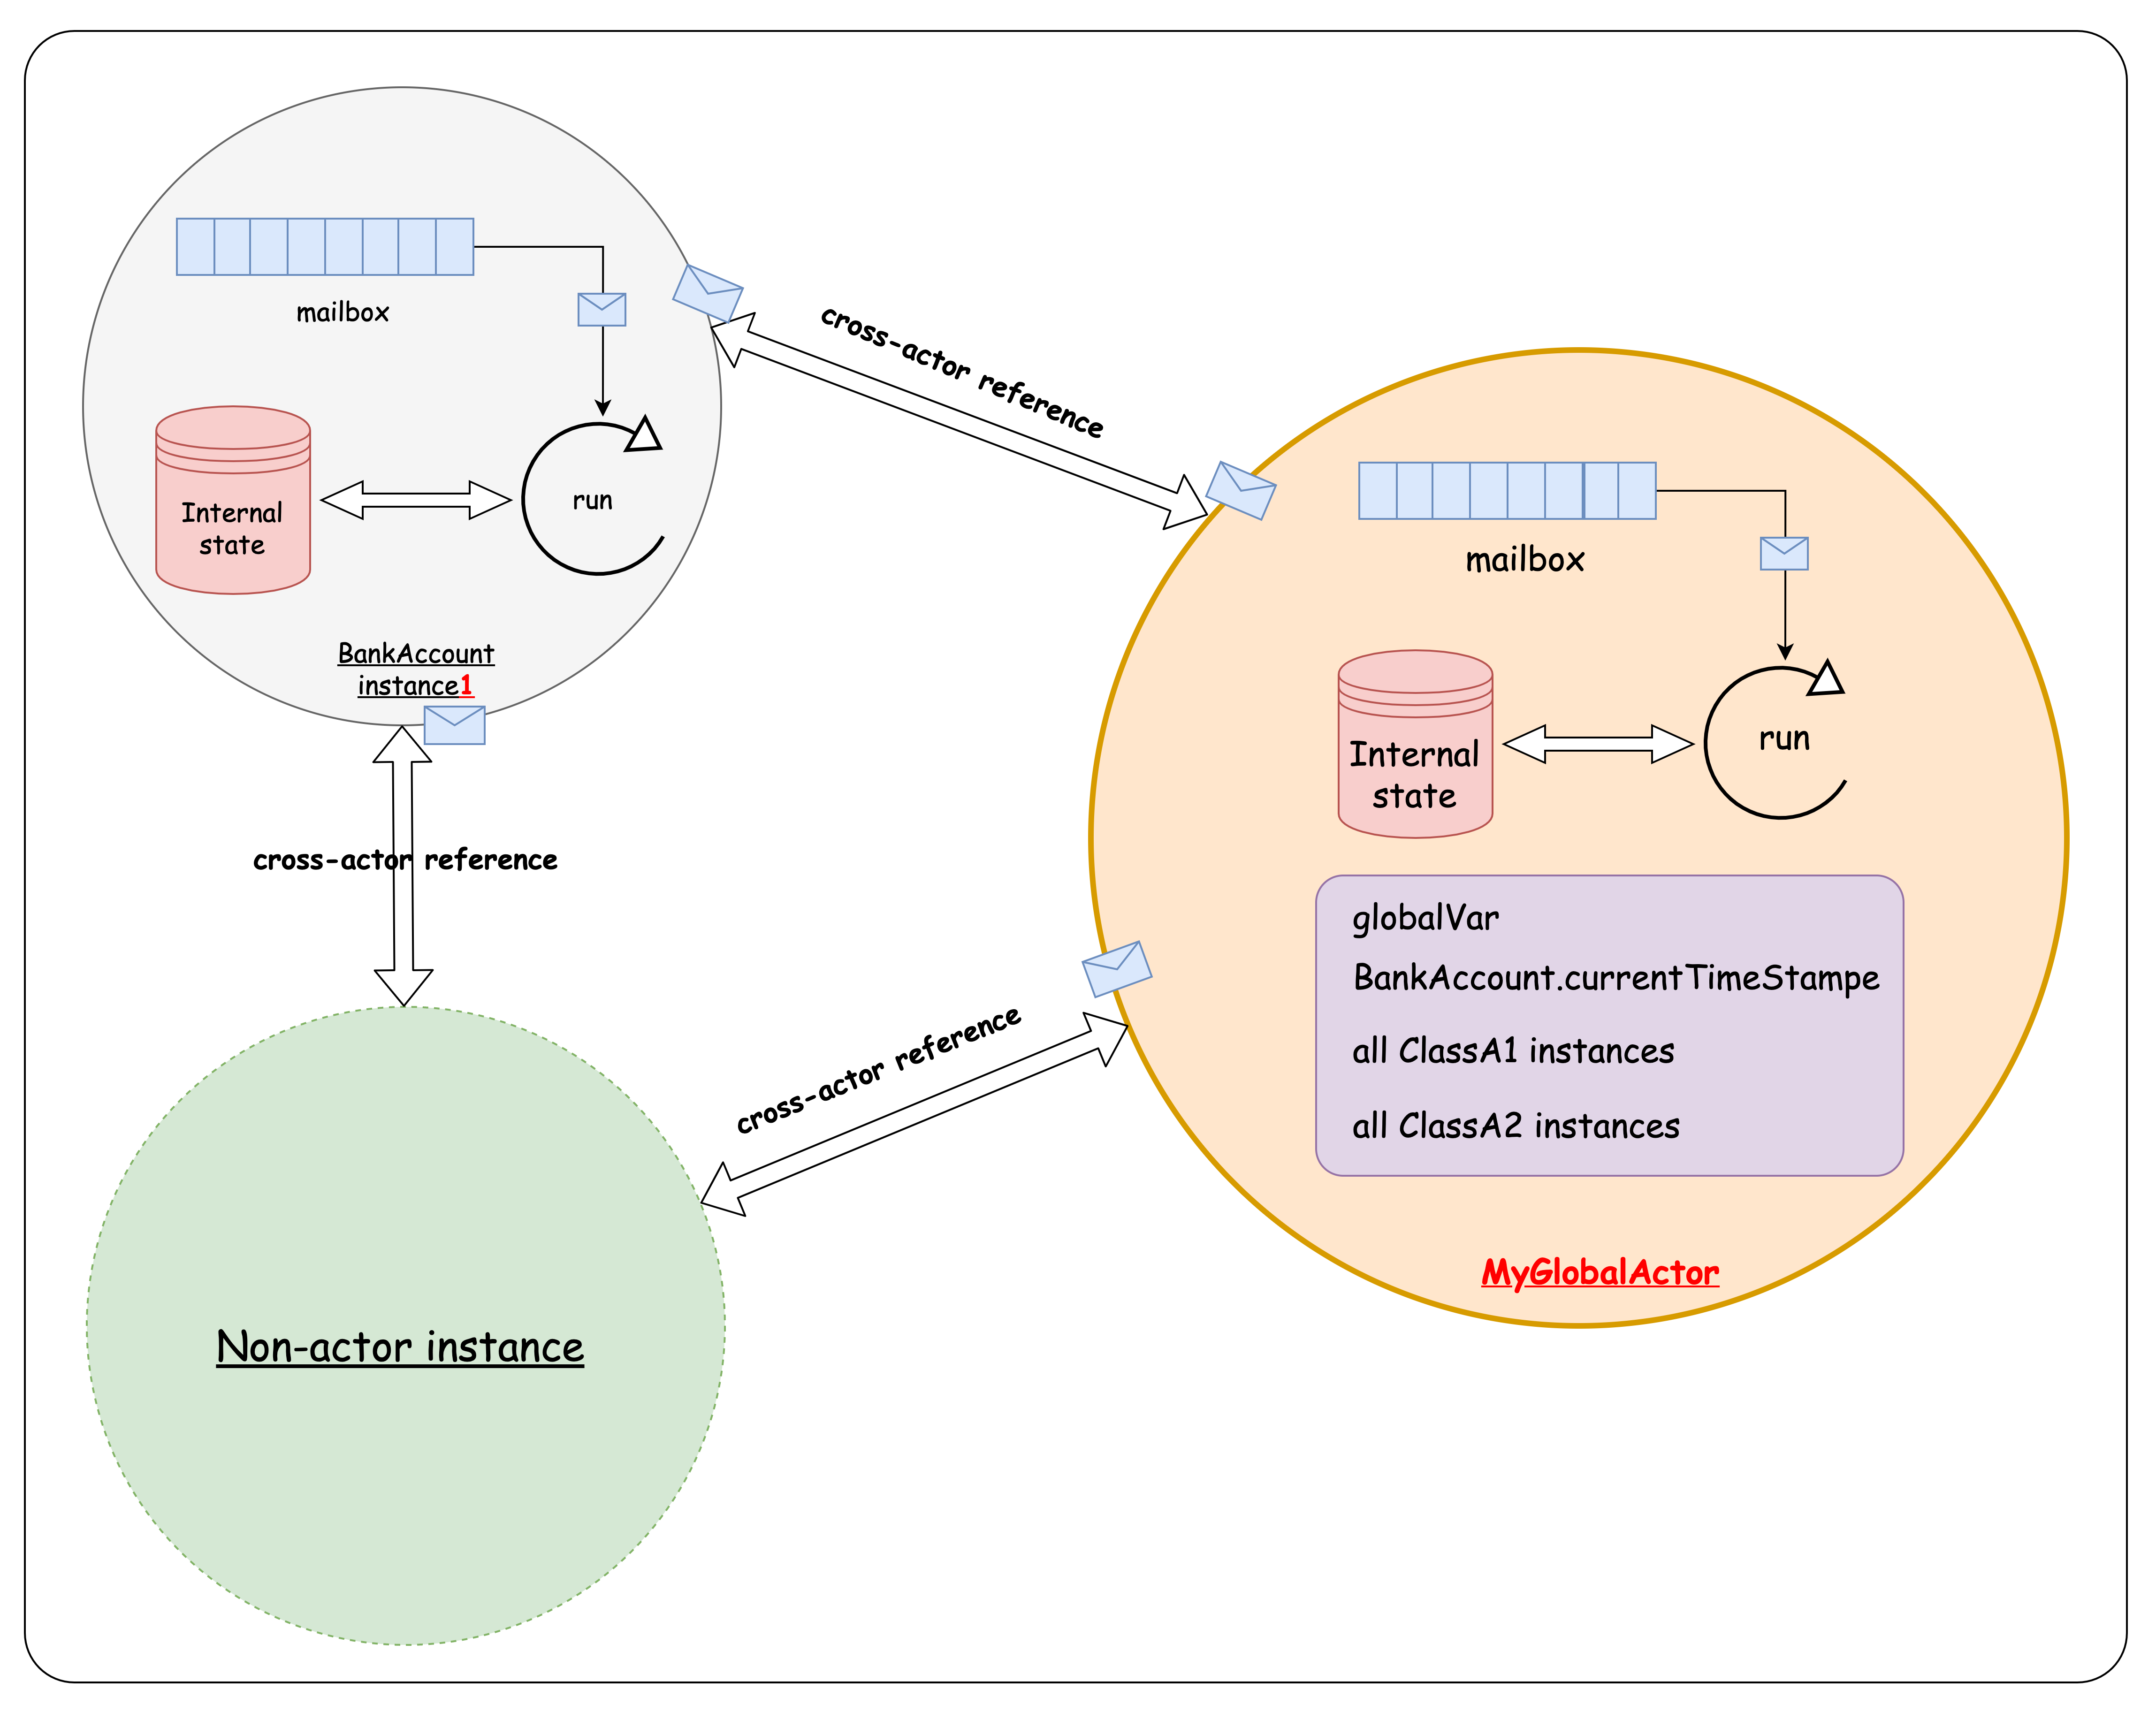 mailbox
Internal
state
run
BankAccount
instance1
cross-actor reference
mailbox
Internal
state
run
globalVar
BankAccount.currentTimeStampe
all ClassA1 instances
all ClassA2 instances
MyGlobalActor
cross-actor reference
cross-actor reference
Non-actor instance